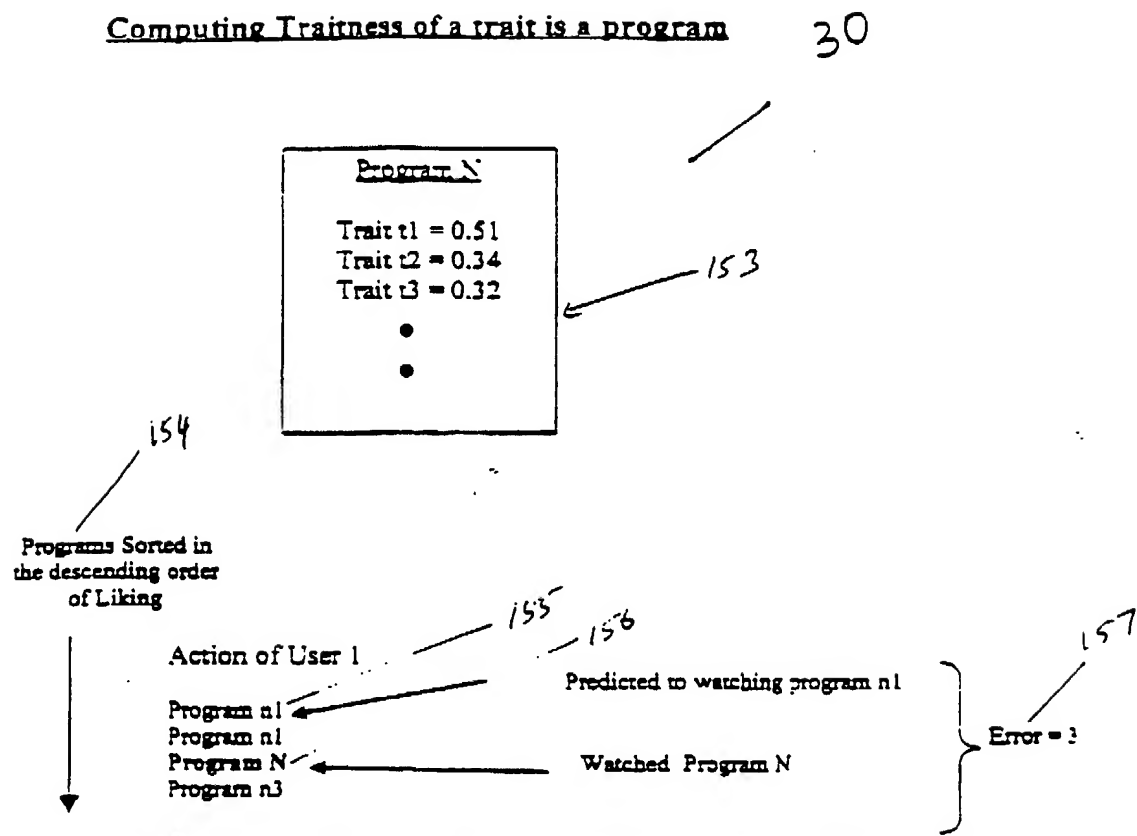 Computing Traitness of a trait is a program
30
Program N
Trait t1 = 0.51
Trait t2 = 0.34
Trait t3 = 0.32
153
154
Programs Sorted in
the descending order
of Liking
155
156
157
Action of User 1
Predicted to watching program n1
Program n1
Program n1
Error = 3
Program N
Watched Program N
Program n3